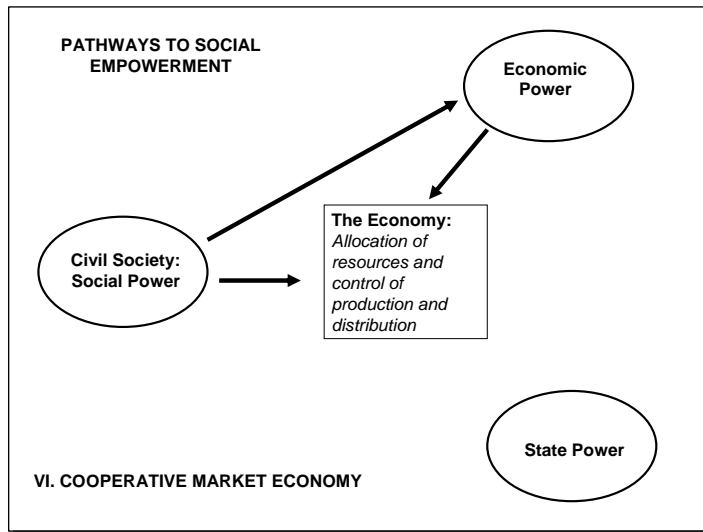 PATHWAYS TO SOCIAL
EMPOWERMENT
Economic
Power
The Economy:
Allocation of
resources and
control of
production and
distribution
Civil Society:
Social Power
State Power
VI. COOPERATIVE MARKET ECONOMY